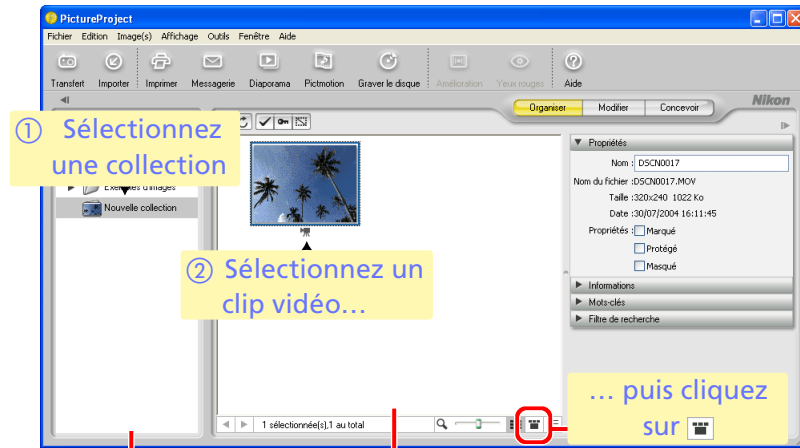 PictureProject
Fichier Edition Image(s) Affichage Outils Fenêtre Aide
Transfert Importer Imprimer Messagerie Diaporama Pictmotion Graver le disque Amélioration Yeux rouges Aide
Organiser Modifier Concevoir Nikon
① Sélectionnez
une collection
Exemples d'images
Nouvelle collection
② Sélectionnez un
clip vidéo...
Propriétés
Nom : DSCN0017
Nom du fichier :DSCN0017.MOV
Taille :320x240 1022 Ko
Date :30/07/2004 16:11:45
Propriétés : Marqué
Protégé
Masqué
Informations
Mots-clés
Filtre de recherche
1 sélectionnée(s),1 au total
... puis cliquez
sur